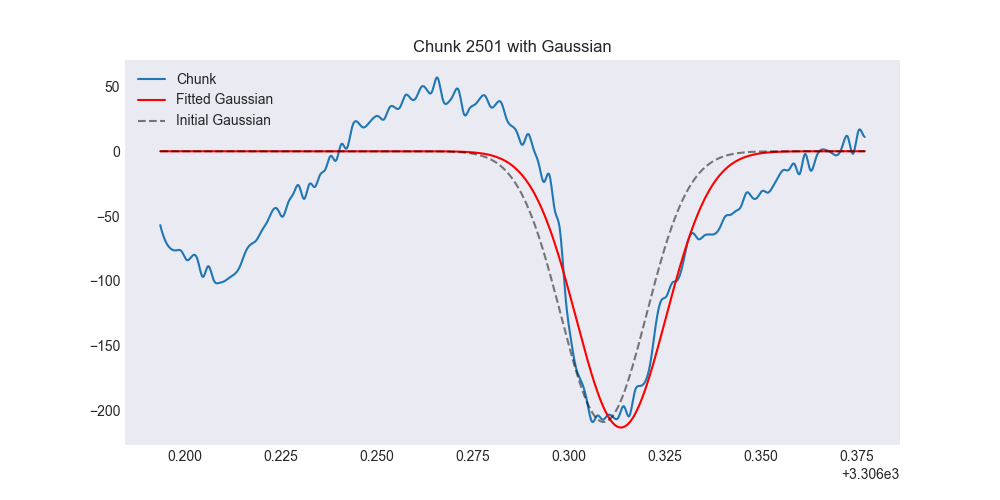 Chunk 2501 with Gaussian
Chunk
Fitted Gaussian
Initial Gaussian
50
0
−50
−100
−150
−200
0.200 0.225 0.250 0.275 0.300 0.325 0.350 0.375
+3.306e3